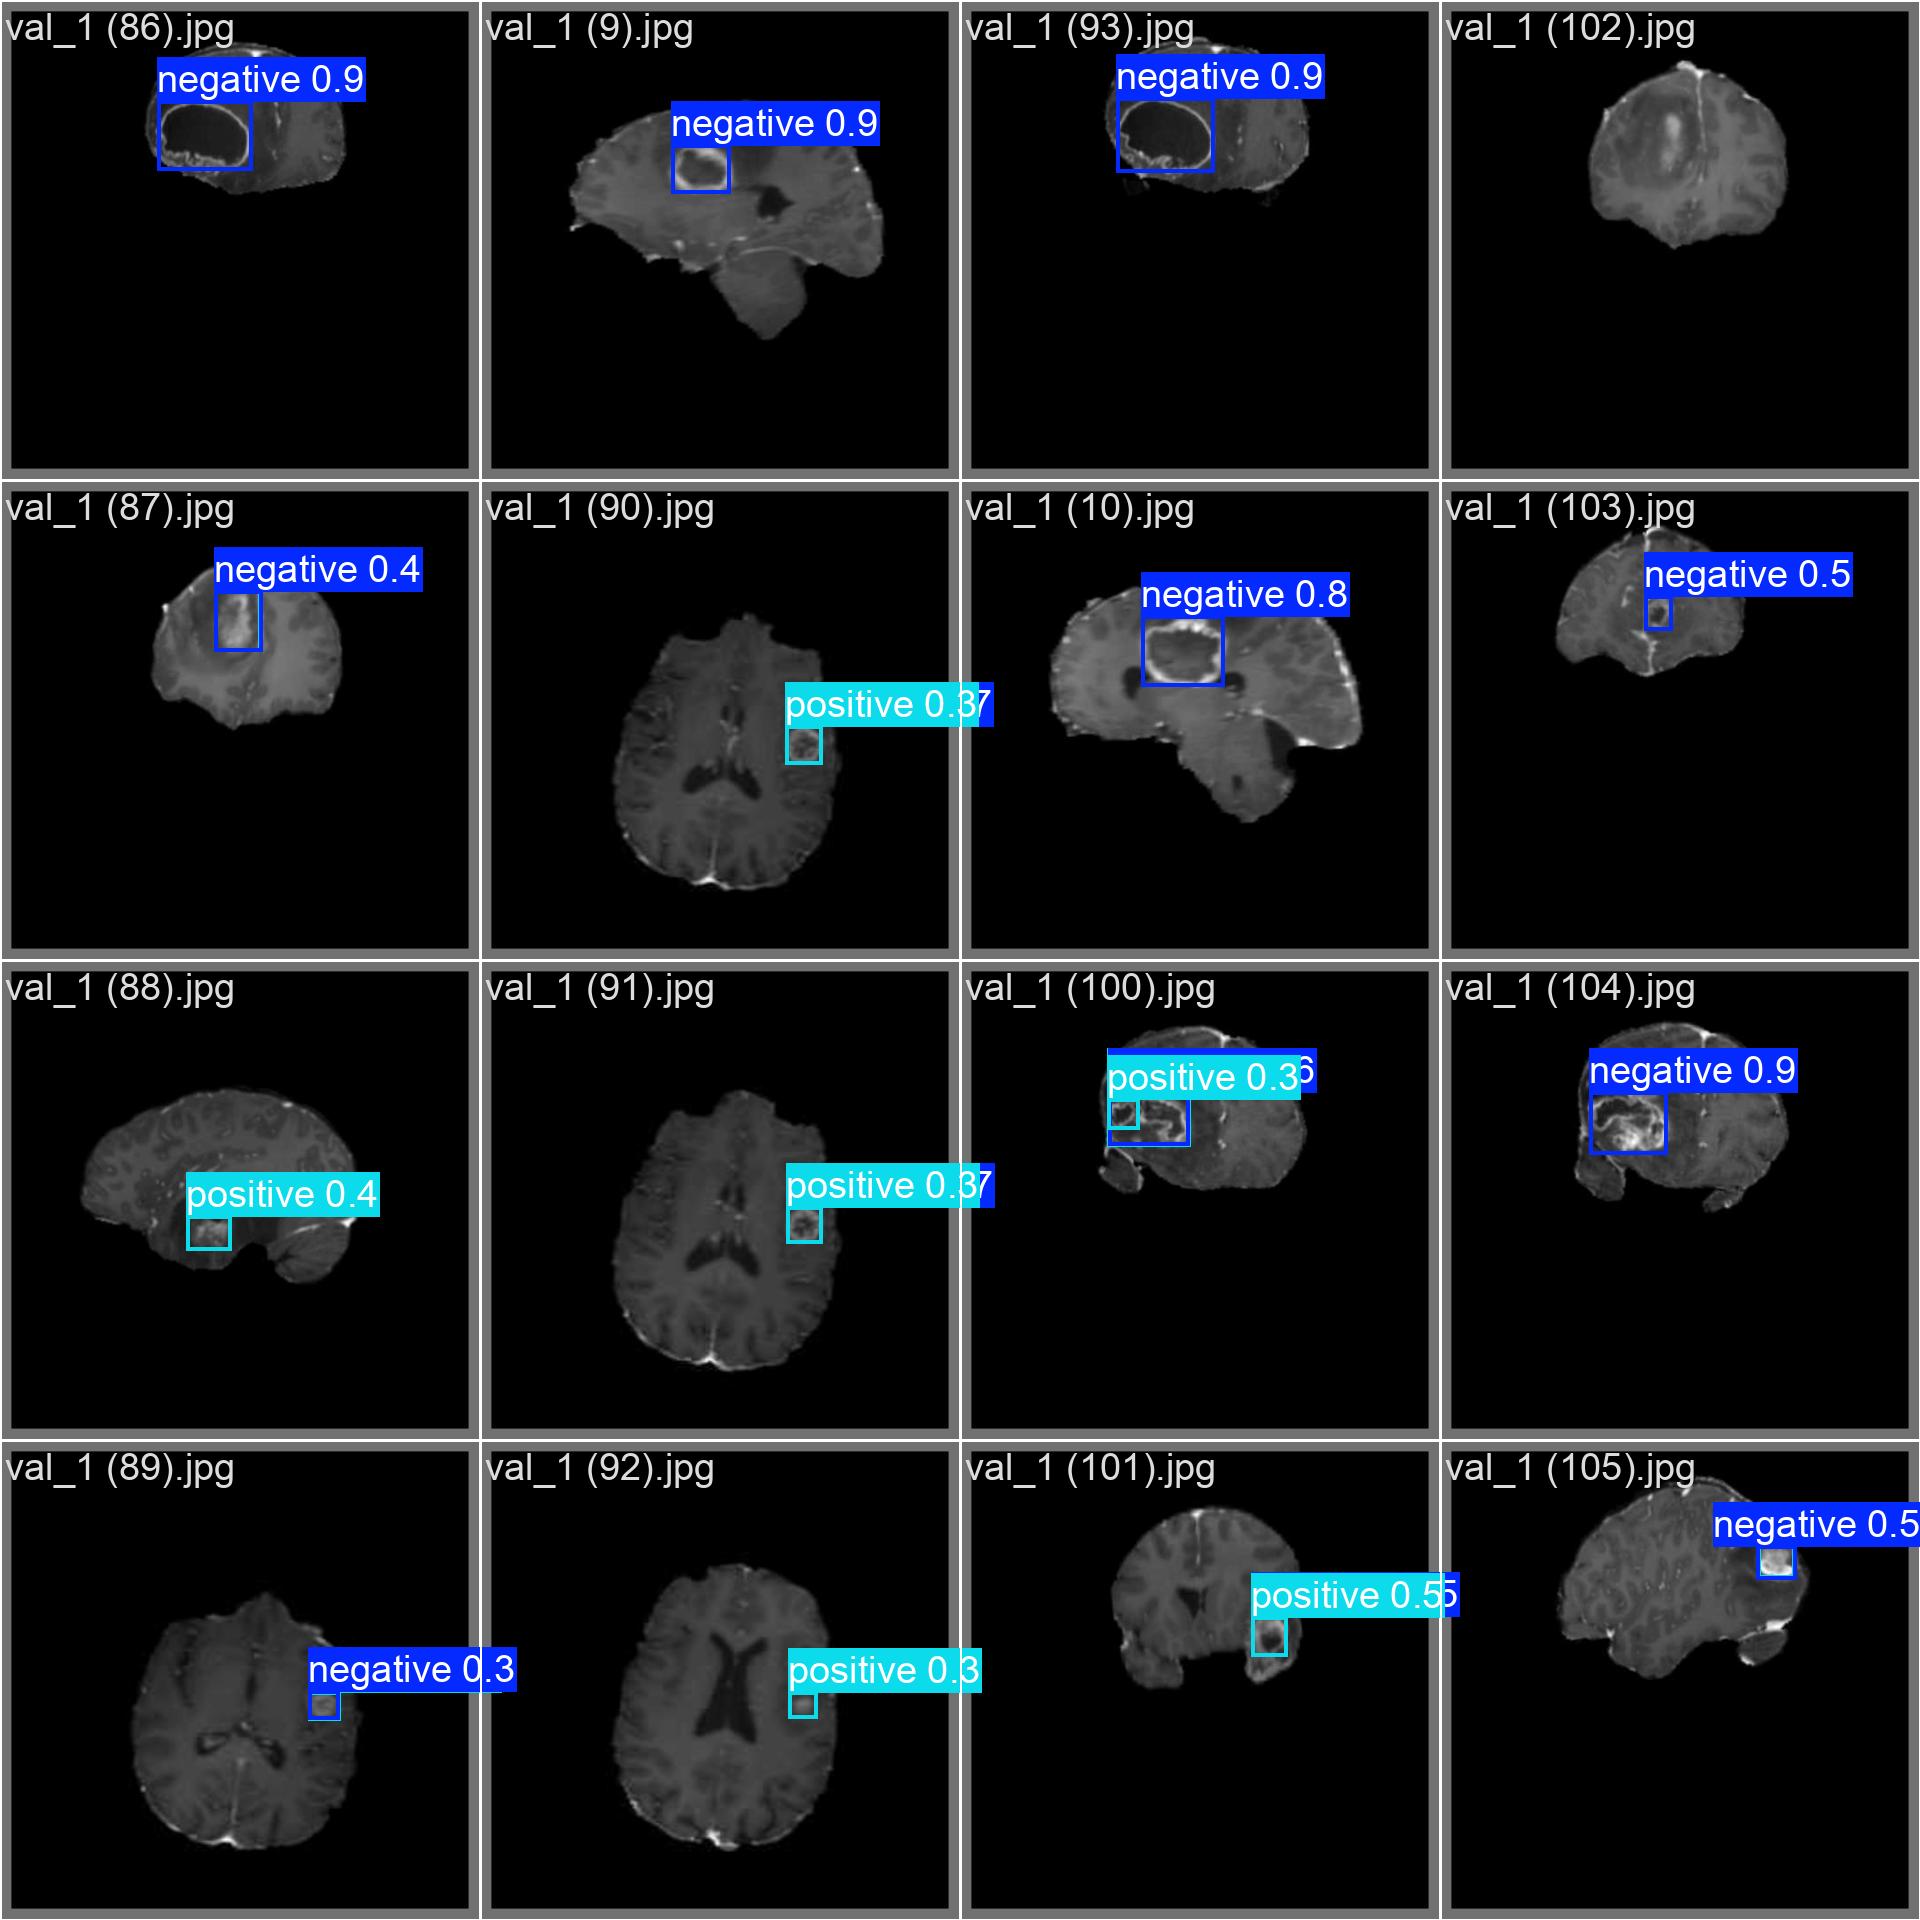 val_1 (86).jpg
negative 0.9
val_1 (9).jpg
negative 0.9
val_1 (93).jpg
negative 0.9
val_1 (102).jpg
val_1 (87).jpg
negative 0.4
val_1 (90).jpg
positive 0.3
7
val_1 (10).jpg
negative 0.8
val_1 (103).jpg
negative 0.5
val_1 (88).jpg
positive 0.4
val_1 (91).jpg
positive 0.3
7
val_1 (100).jpg
positive 0.3
6
val_1 (104).jpg
negative 0.9
val_1 (89).jpg
negative 0.3
val_1 (92).jpg
positive 0.3
val_1 (101).jpg
positive 0.5
5
val_1 (105).jpg
negative 0.5